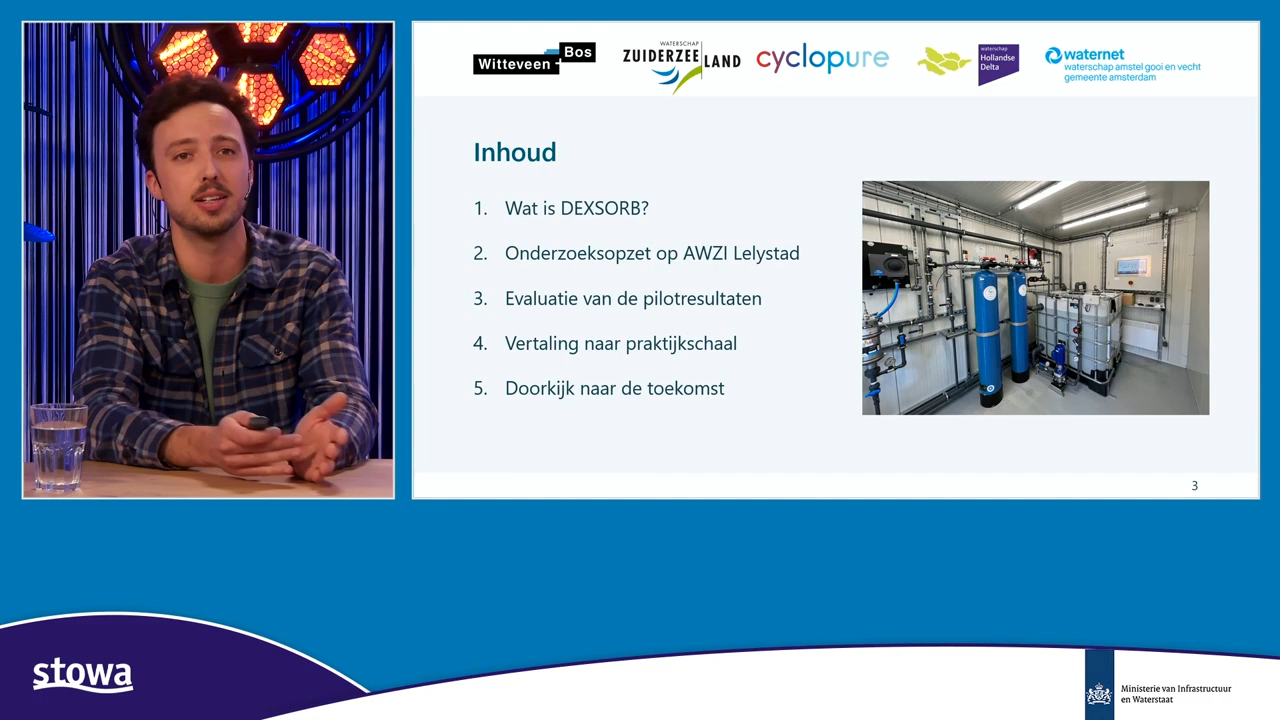 Witteveen+Bos
WATERSCHAP
ZUIDERZEELAND
cyclopure
waterschap
Hollandse
Delta
waternet
waterschap amstel gooi en vecht
gemeente amsterdam
Inhoud
1. Wat is DEXSORB?
2. Onderzoeksopzet op AWZI Lelystad
3. Evaluatie van de pilotresultaten
4. Vertaling naar praktijkschaal
5. Doorkijk naar de toekomst
3
stowa
Ministerie van Infrastructuur
en Waterstaat